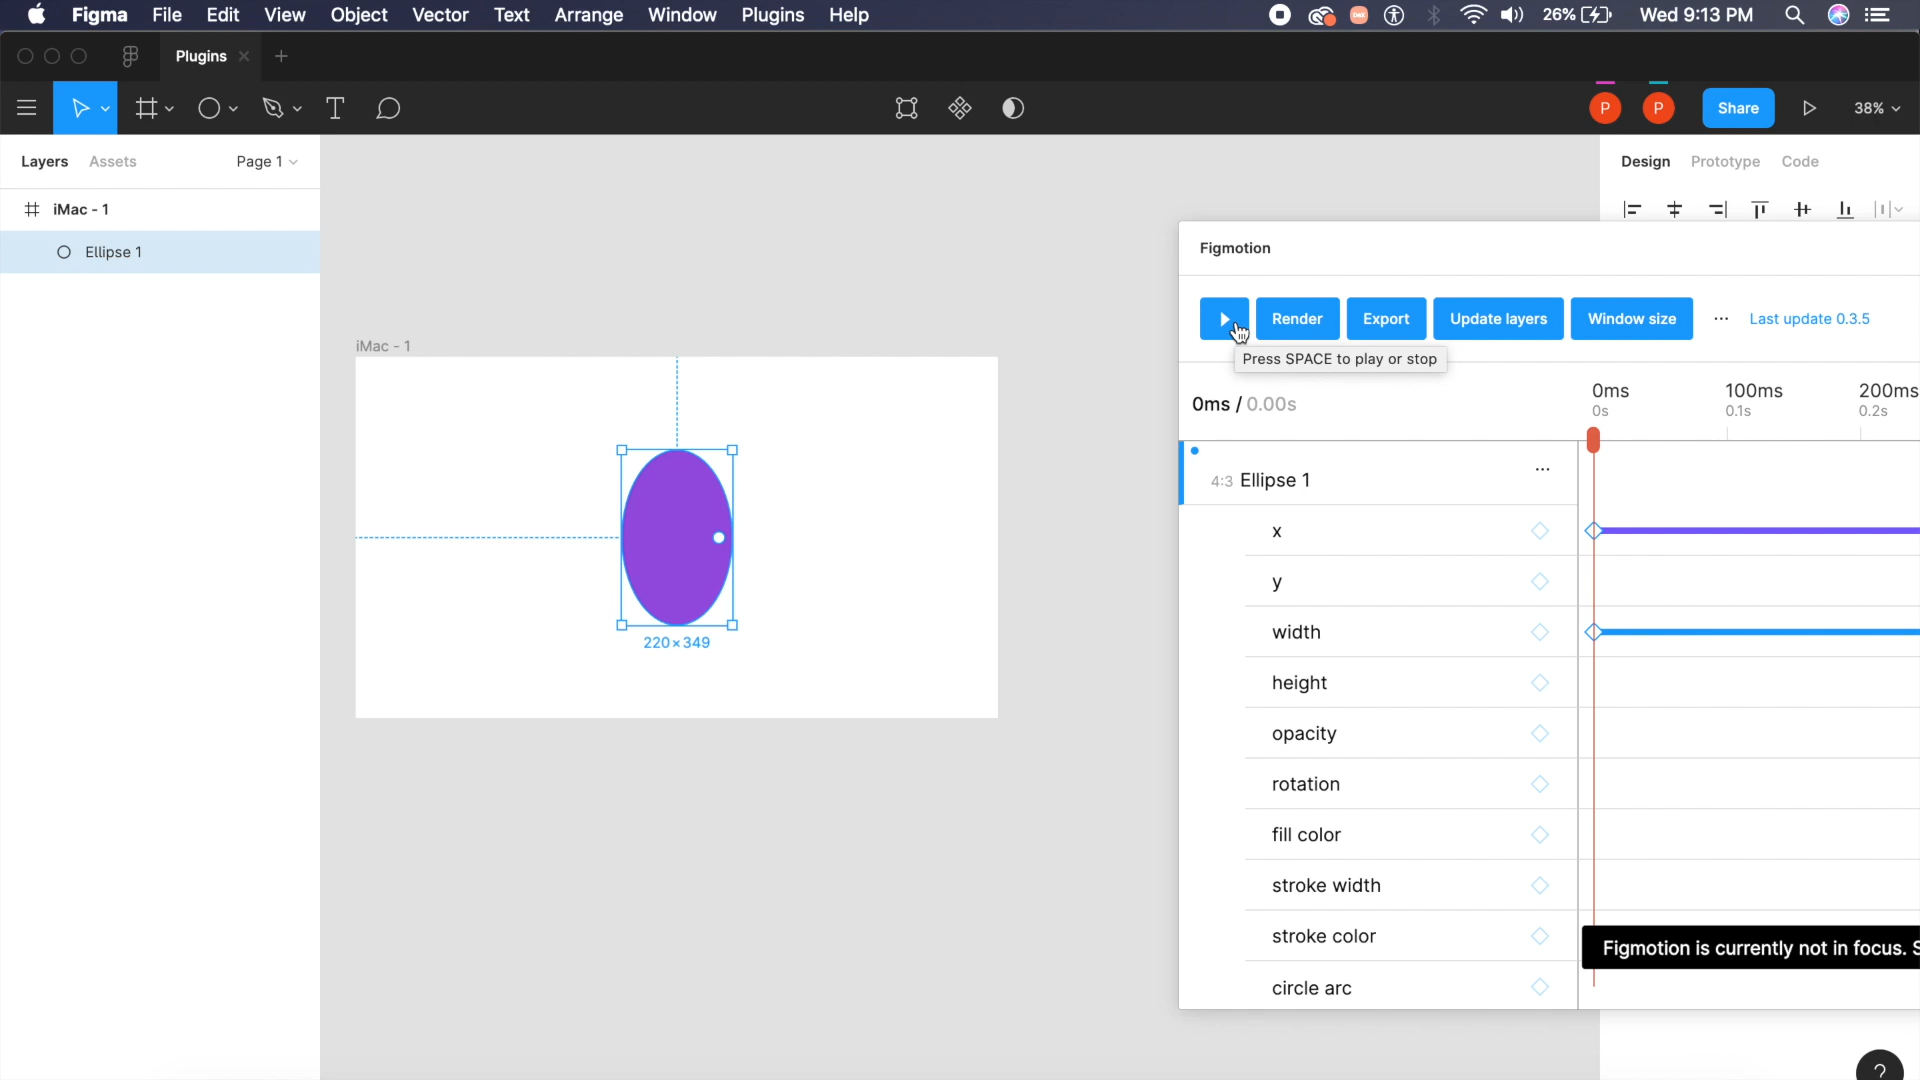 Figma File Edit View Object Vector Text Arrange Window Plugins Help 26% Wed 9:13 PM
Plugins
P P Share 38%
Layers Assets Page 1
Design Prototype Code
iMac - 1
Ellipse 1
Figmotion
Render Export Update layers Window size ... Last update 0.3.5
Press SPACE to play or stop
iMac - 1
220×349
0ms / 0.00s
0ms 100ms 200ms
0s 0.1s 0.2s
4:3 Ellipse 1 ...
x
y
width
height
opacity
rotation
fill color
stroke width
stroke color
Figmotion is currently not in focus.
circle arc
?